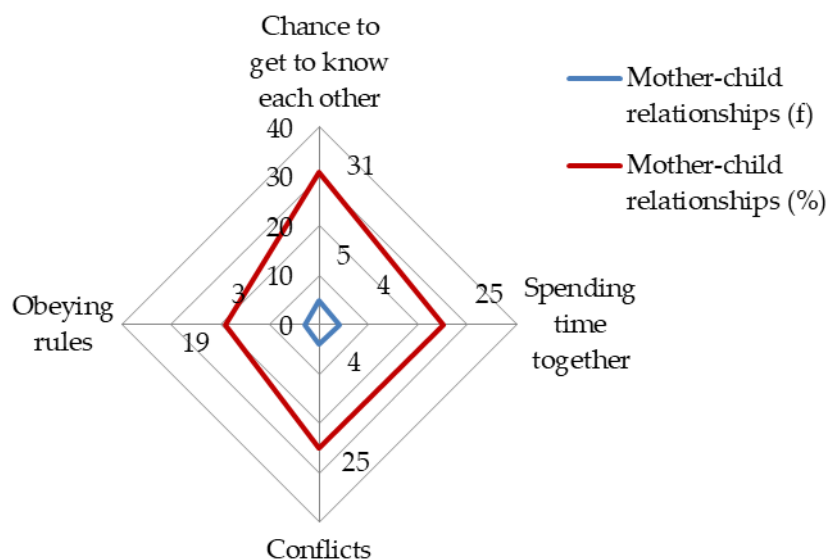 Chance to
get to know
each other
Mother-child
relationships (f)
Mother-child
relationships (%)
40
31
30
20
5
10
4
25
Spending
time
together
Obeying
rules
3
0
19
4
25
Conflicts